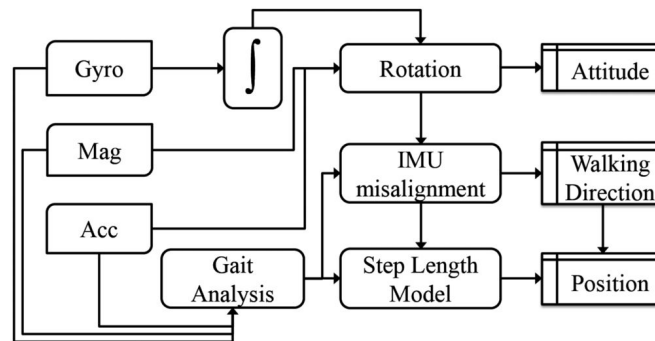 Gyro
∫
Rotation
Attitude
Mag
IMU
misalignment
Walking
Direction
Acc
Gait
Analysis
Step Length
Model
Position